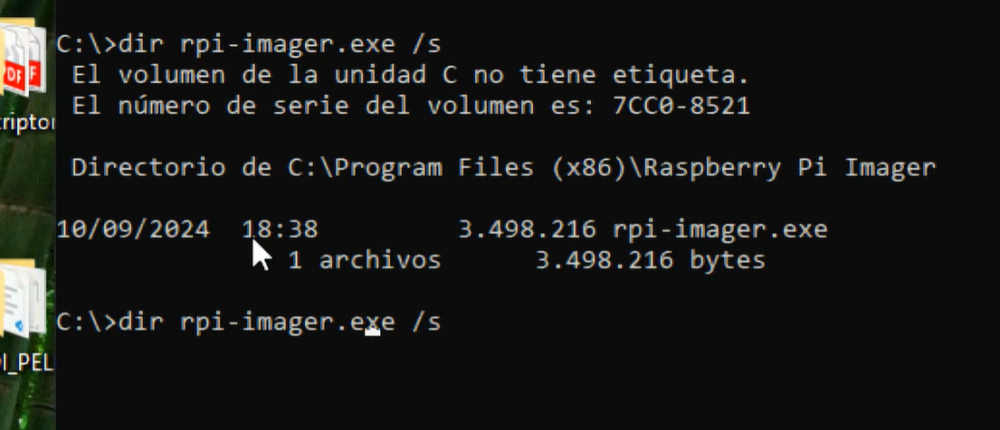 C:\>dir rpi-imager.exe /s
El volumen de la unidad C no tiene etiqueta.
El número de serie del volumen es: 7CC0-8521
Directorio de C:\Program Files (x86)\Raspberry Pi Imager
10/09/2024  18:38         3.498.216 rpi-imager.exe
1 archivos      3.498.216 bytes
C:\>dir rpi-imager.exe /s
PDF
F